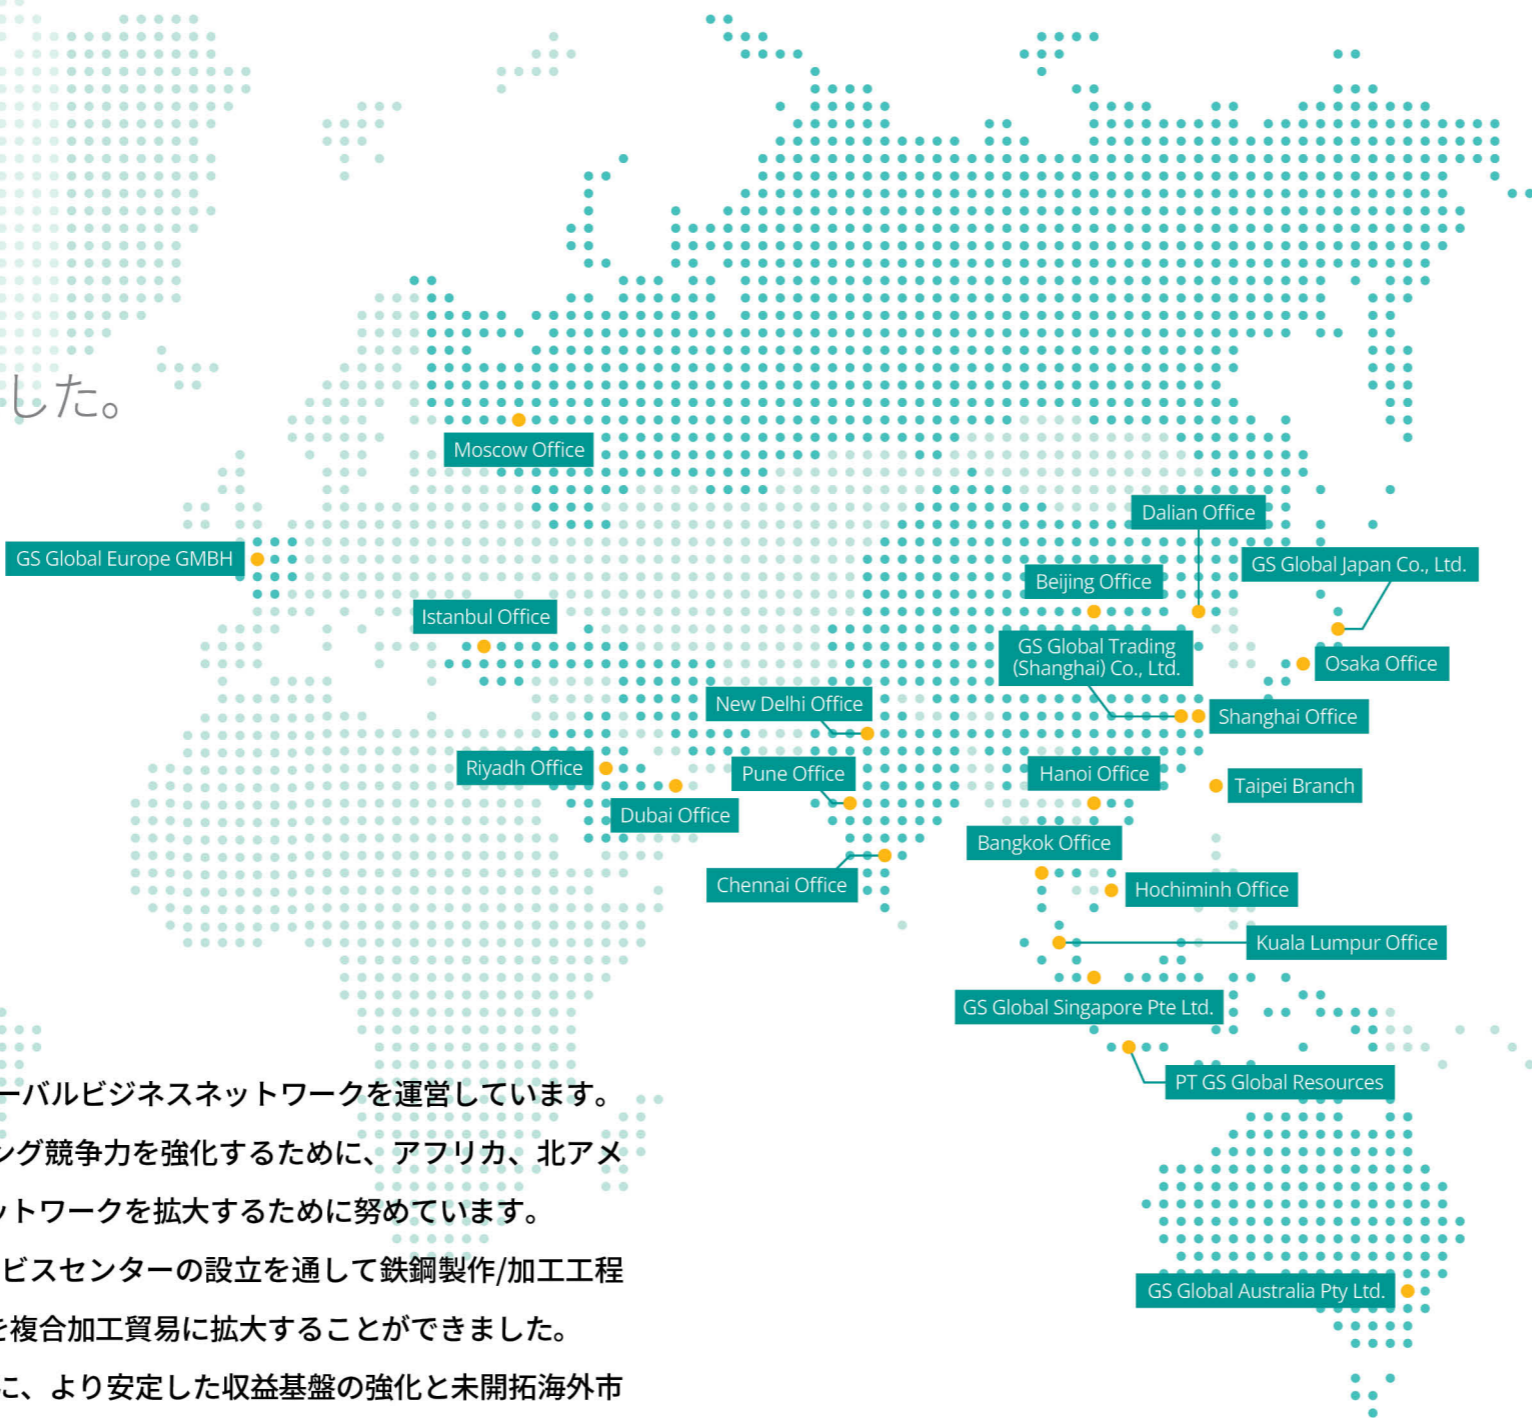 した。
Moscow Office
Dalian Office
GS Global Europe GMBH
GS Global Japan Co., Ltd.
Beijing Office
Istanbul Office
GS Global Trading
(Shanghai) Co., Ltd.
Osaka Office
New Delhi Office
Shanghai Office
Riyadh Office
Pune Office
Hanoi Office
Taipei Branch
Dubai Office
Bangkok Office
Chennai Office
Hochiminh Office
Kuala Lumpur Office
GS Global Singapore Pte Ltd.
PT GS Global Resources
GS Global Australia Pty Ltd.
ーバルビジネスネットワークを運営しています。
ング競争力を強化するために、アフリカ、北アメ
ットワークを拡大するために努めています。
ビスセンターの設立を通して鉄鋼製作/加工工程
を複合加工貿易に拡大することができました。
に、より安定した収益基盤の強化と未開拓海外市